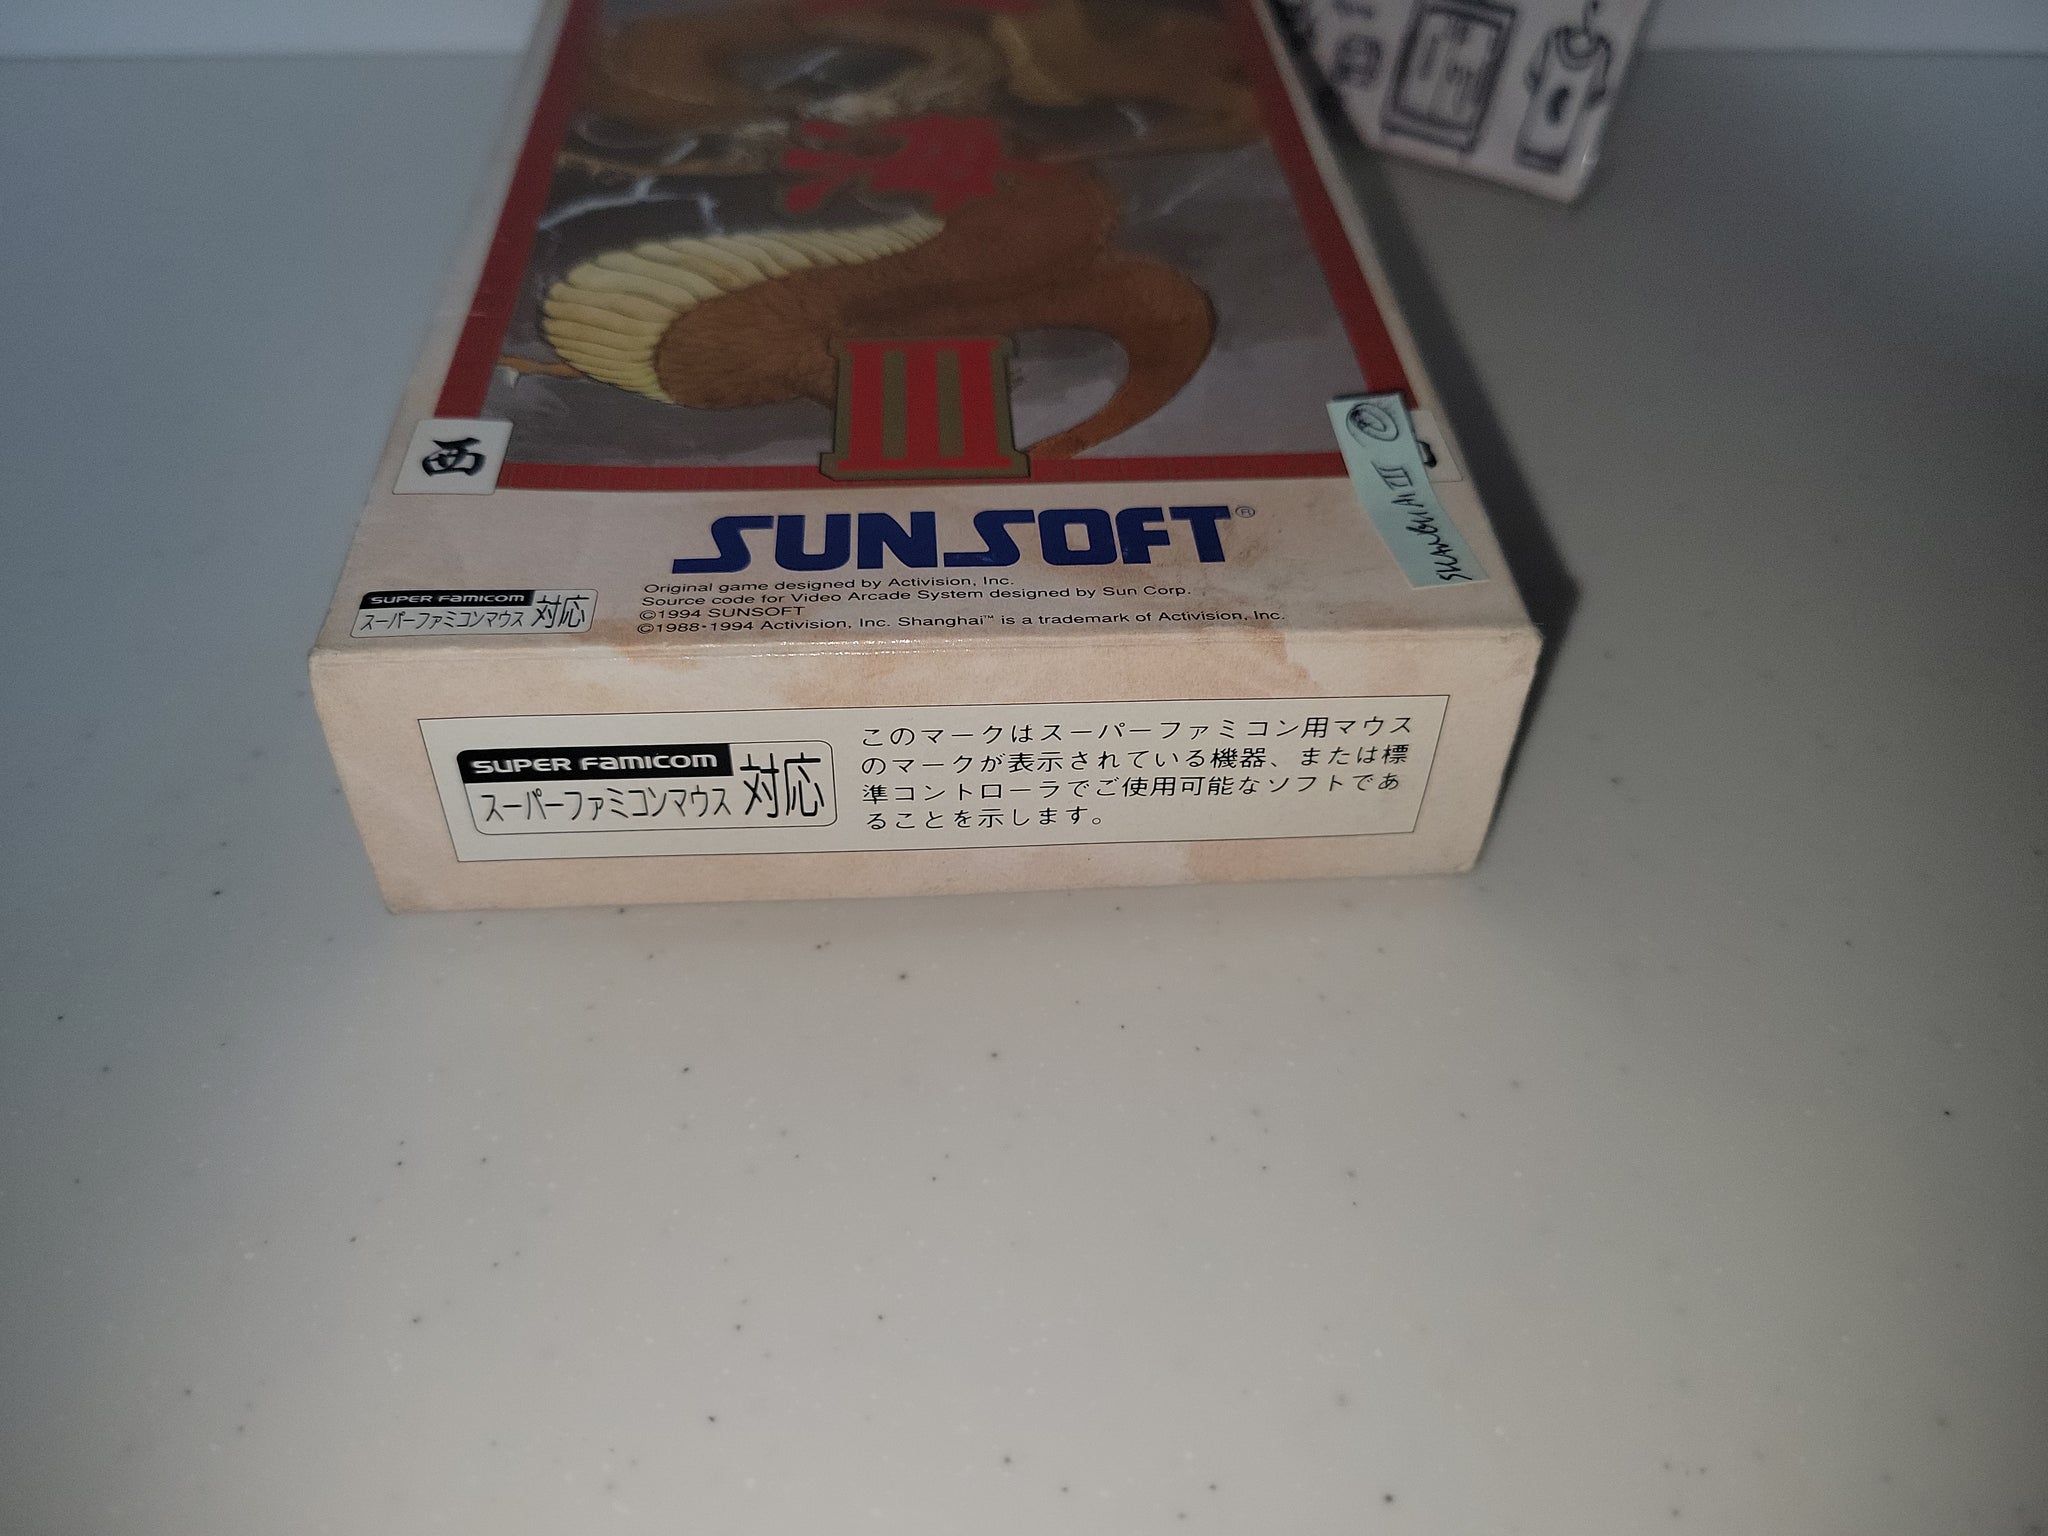 海
III
西
SHANGHAI III
SUNSOFT®
Original game designed by Activision, Inc.
Source code for Video Arcade System designed by Sun Corp.
©1994 SUNSOFT
©1988-1994 Activision, Inc. Shanghai™ is a trademark of Activision, Inc.
SUPER FAMICOM
スーパーファミコンマウス 対応
SUPER FAMICOM
スーパーファミコンマウス 対応
このマークはスーパーファミコン用マウス
のマークが表示されている機器、または標
準コントローラでご使用可能なソフトであ
ることを示します。